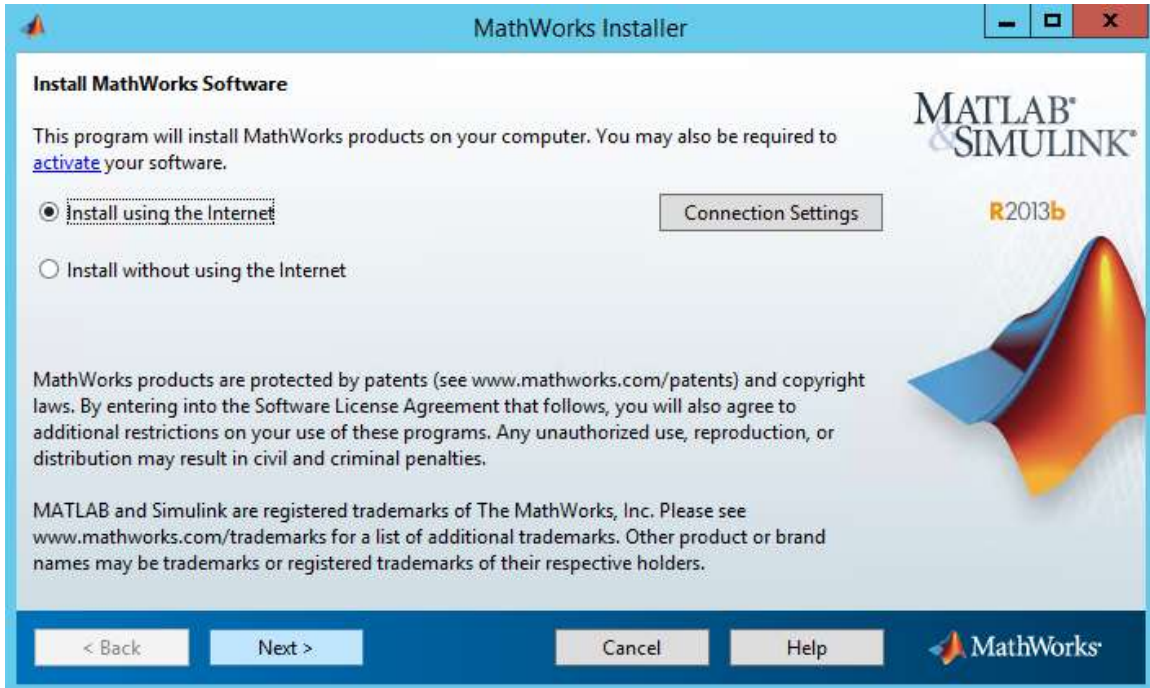 MathWorks Installer
Install MathWorks Software
This program will install MathWorks products on your computer. You may also be required to
activate your software.
Install using the Internet
Connection Settings
Install without using the Internet
MathWorks products are protected by patents (see www.mathworks.com/patents) and copyright
laws. By entering into the Software License Agreement that follows, you will also agree to
additional restrictions on your use of these programs. Any unauthorized use, reproduction, or
distribution may result in civil and criminal penalties.
MATLAB and Simulink are registered trademarks of The MathWorks, Inc. Please see
www.mathworks.com/trademarks for a list of additional trademarks. Other product or brand
names may be trademarks or registered trademarks of their respective holders.
MATLAB®
&SIMULINK®
R2013b
< Back
Next >
Cancel
Help
MathWorks®